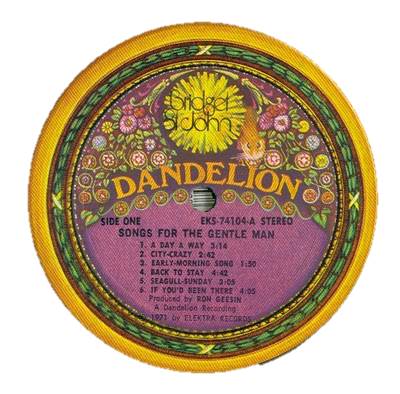 Bridget
St John
DANDELION
SIDE ONE
EKS-74104-A STEREO
SONGS FOR THE GENTLE MAN
1. A DAY A WAY 3:14
2. CITY-CRAZY 2:42
3. EARLY-MORNING SONG 1:50
4. BACK TO STAY 4:42
5. SEAGULL-SUNDAY 3:05
6. IF YOU'D BEEN THERE 4:05
Produced by RON GEESIN
A Dandelion Recording
1971 by ELEKTRA RECORDS